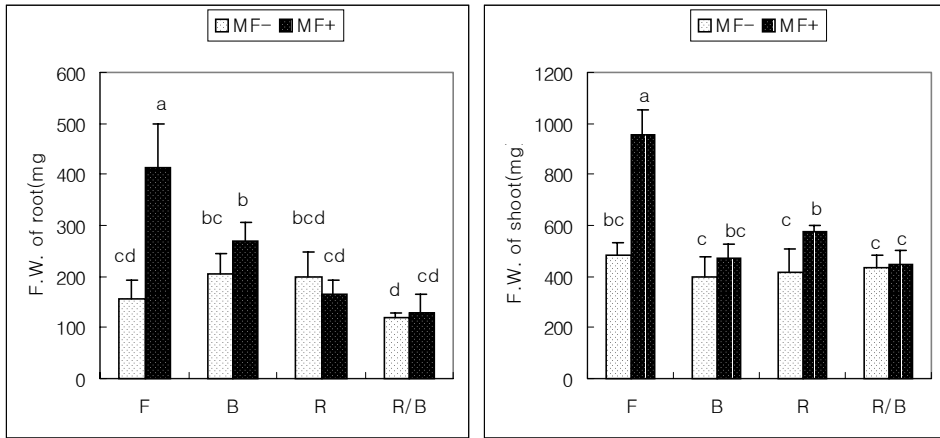 MF- MF+
600
500
400
300
200
100
0
F.W. of root(mg
a
cd
bc
b
bcd
cd
d
cd
F B R R/B
MF- MF+
1200
1000
800
600
400
200
0
F.W. of shoot(mg
a
bc
c
bc
c
b
c
c
F B R R/B